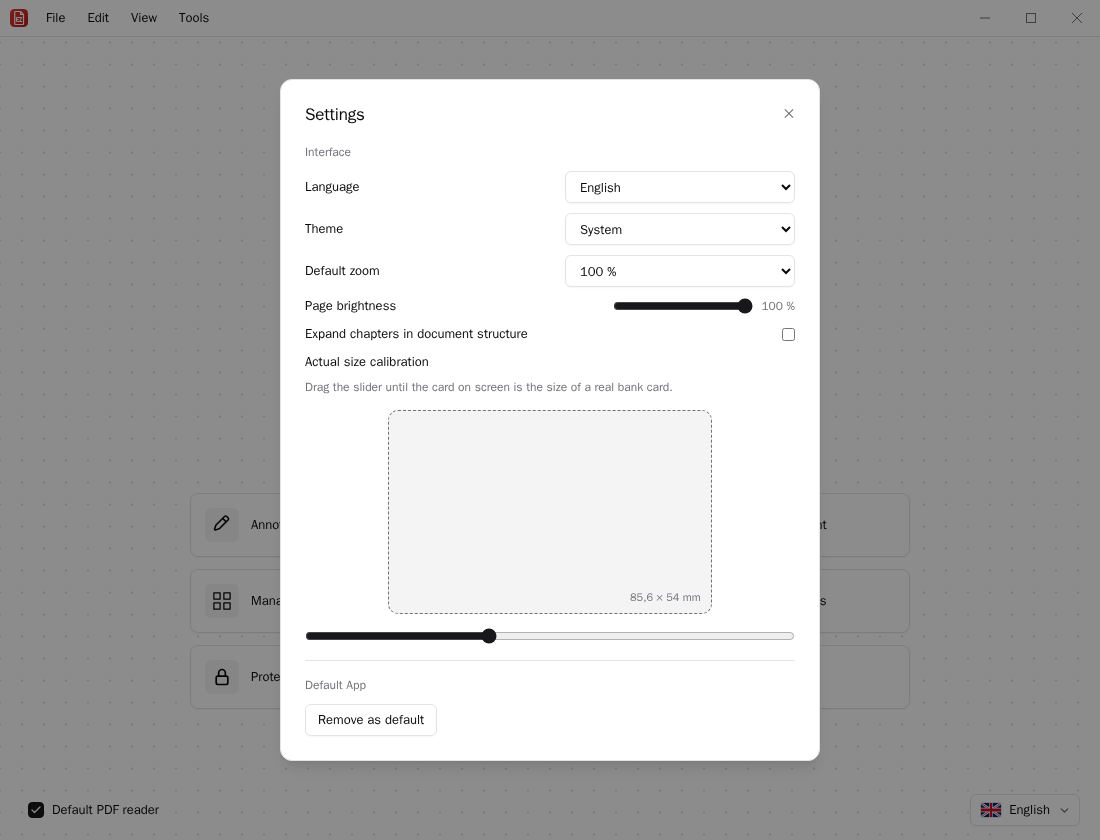 File Edit View Tools
Settings
Interface
Language English
Theme System
Default zoom 100 %
Page brightness 100 %
Expand chapters in document structure
Actual size calibration
Drag the slider until the card on screen is the size of a real bank card.
85,6 × 54 mm
Default App
Remove as default
Default PDF reader
English